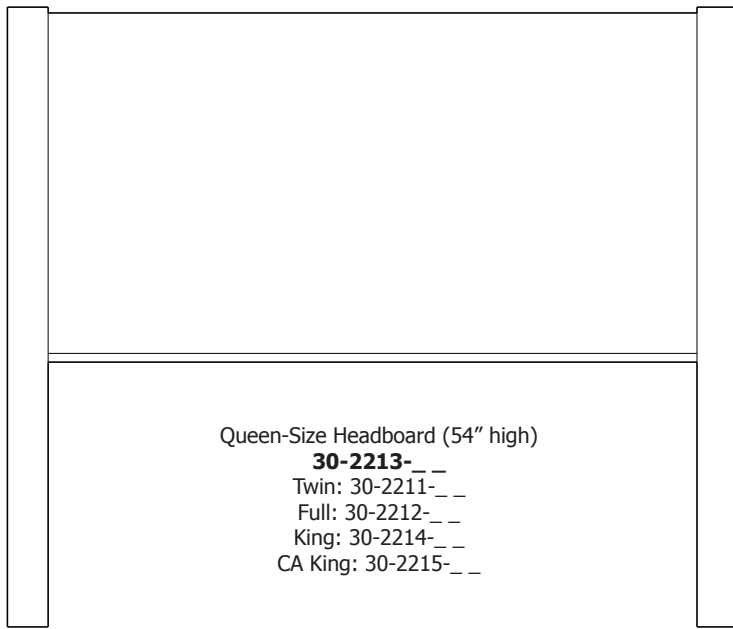 Queen-Size Headboard (54″ high)
30-2213-_ _
Twin: 30-2211-_ _
Full: 30-2212-_ _
King: 30-2214-_ _
CA King: 30-2215-_ _